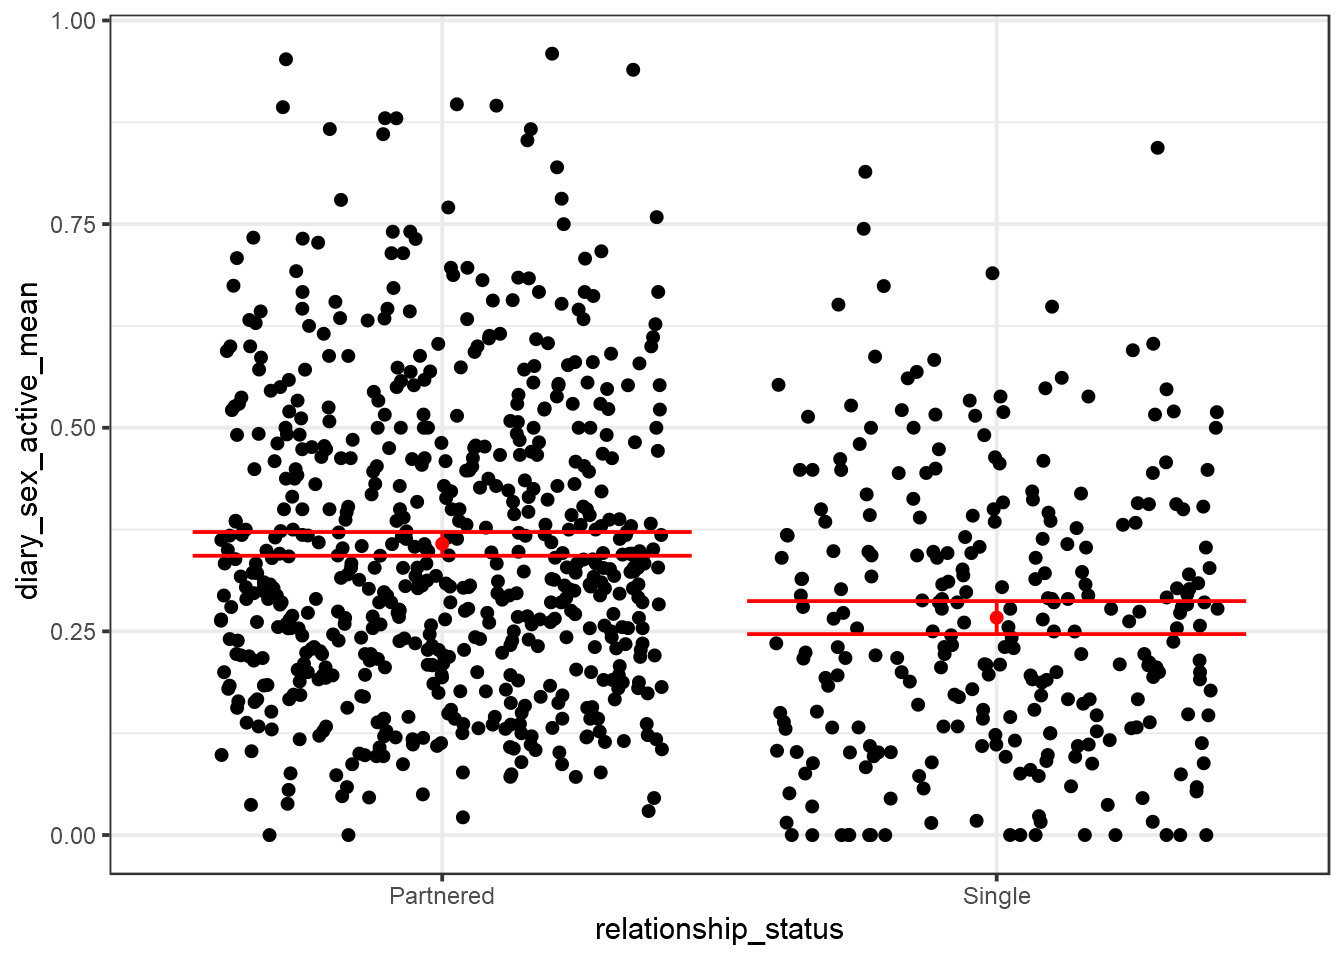 1.00
0.75
0.50
0.25
0.00
diary_sex_active_mean
Partnered
Single
relationship_status